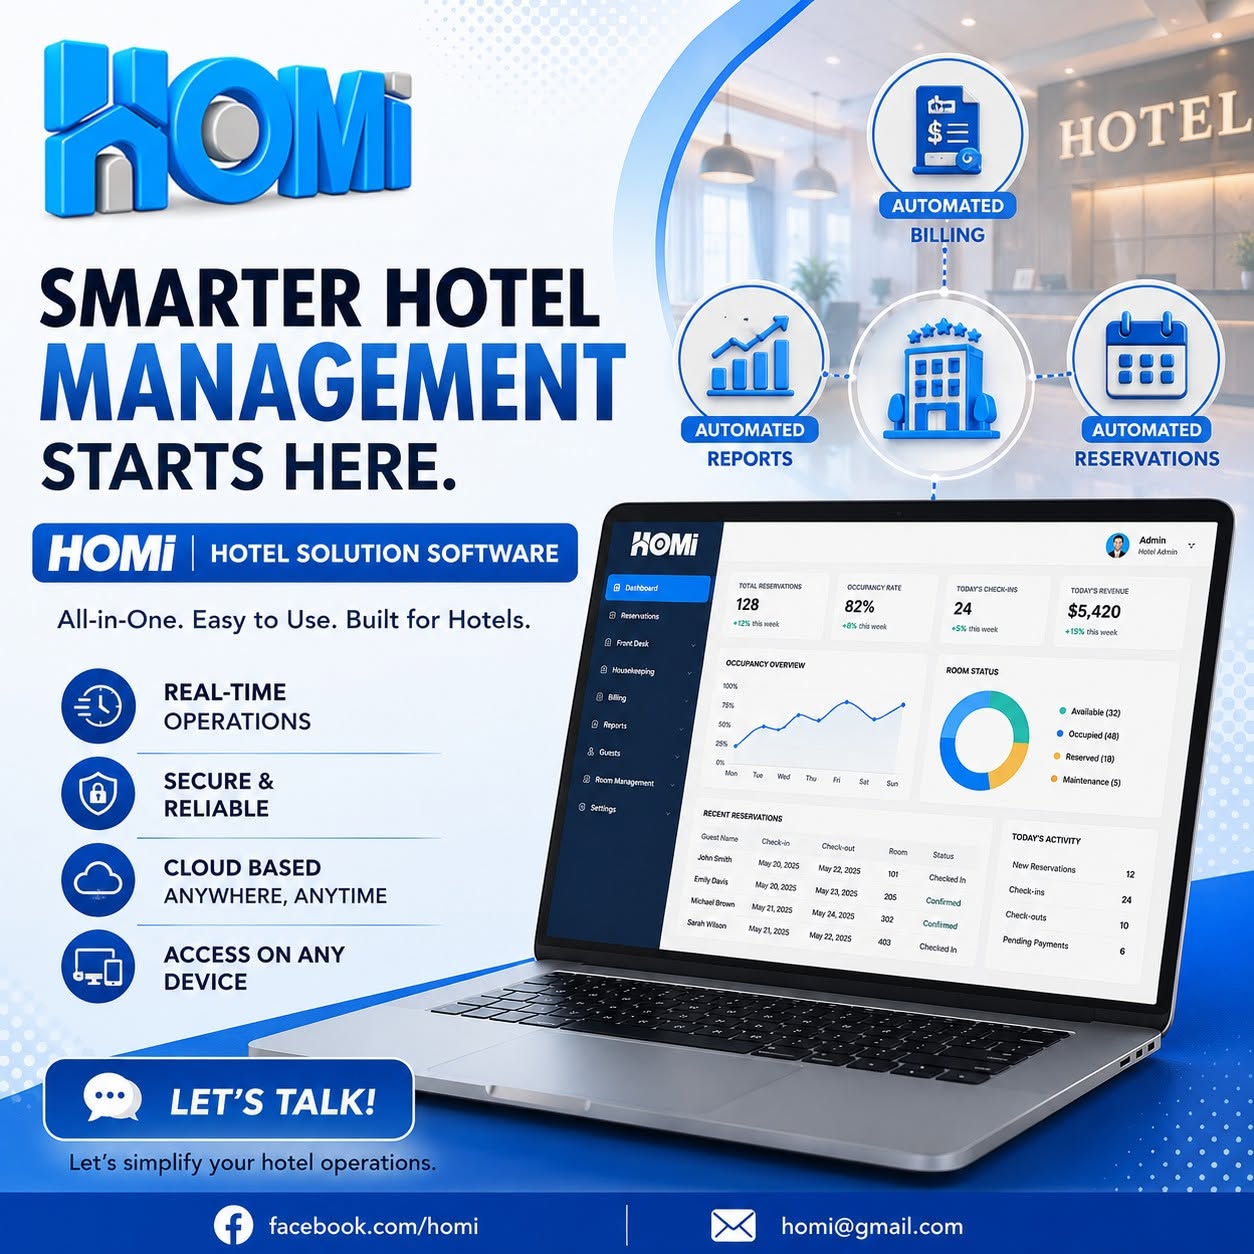 HOMi
SMARTER HOTEL
MANAGEMENT
STARTS HERE.
HOMi | HOTEL SOLUTION SOFTWARE
All-in-One. Easy to Use. Built for Hotels.
REAL-TIME
OPERATIONS
SECURE &
RELIABLE
CLOUD BASED
ANYWHERE, ANYTIME
ACCESS ON ANY
DEVICE
LET'S TALK!
Let's simplify your hotel operations.
HOTEL
$
AUTOMATED
BILLING
AUTOMATED
REPORTS
AUTOMATED
RESERVATIONS
HOMi
Admin
Hotel Admin
Dashboard
Reservations
Front Desk
Housekeeping
Billing
Reports
Guests
Room Management
Settings
TOTAL RESERVATIONS
128
+12% this week
OCCUPANCY RATE
82%
+8% this week
TODAY'S CHECK-INS
24
+5% this week
TODAY'S REVENUE
$5,420
+15% this week
OCCUPANCY OVERVIEW
100%
75%
50%
25%
0%
Mon Tue Wed Thu Fri Sat Sun
ROOM STATUS
Available (32)
Occupied (48)
Reserved (18)
Maintenance (5)
RECENT RESERVATIONS
Guest Name Check-in Check-out Room Status
John Smith May 20, 2025 May 22, 2025 101 Checked In
Emily Davis May 20, 2025 May 23, 2025 205 Confirmed
Michael Brown May 21, 2025 May 24, 2025 302 Confirmed
Sarah Wilson May 21, 2025 May 22, 2025 403 Checked In
TODAY'S ACTIVITY
New Reservations 12
Check-ins 24
Check-outs 10
Pending Payments 6
facebook.com/homi
homi@gmail.com